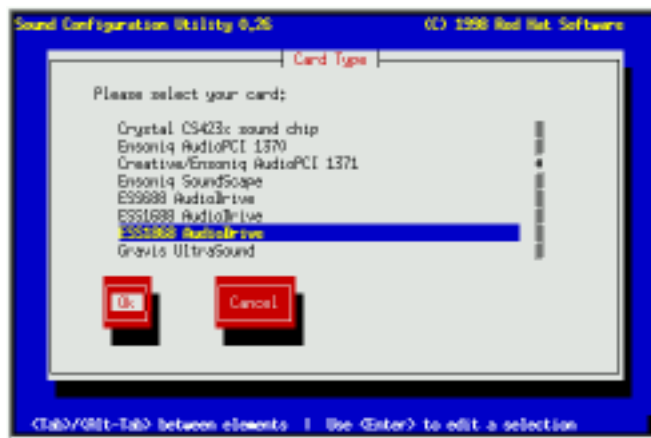 Sound Configuration Utility 0.26 (C) 1998 Red Hat Software
Card Type
Please select your card:
Crystal CS423x sound chip
Ensoniq AudioPCI 1370
Creative/Ensoniq AudioPCI 1371
Ensoniq SoundScape
ESS688 AudioDrive
ESS1688 AudioDrive
ESS1868 AudioDrive
Gravis UltraSound
Ok Cancel
<Tab>/<Alt-Tab> between elements | Use <Enter> to edit a selection